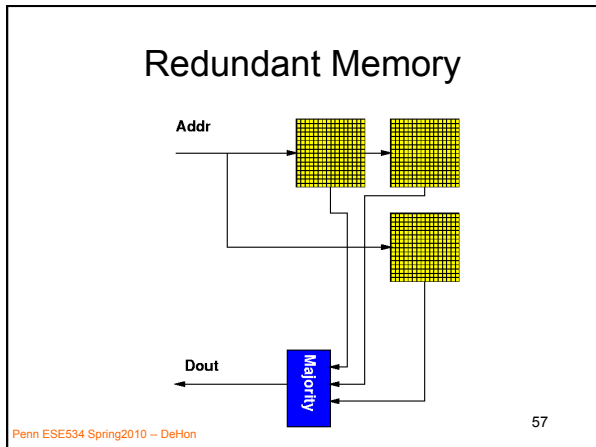 Redundant Memory
Addr
Dout
Majority
Penn ESE534 Spring2010 -- DeHon
57